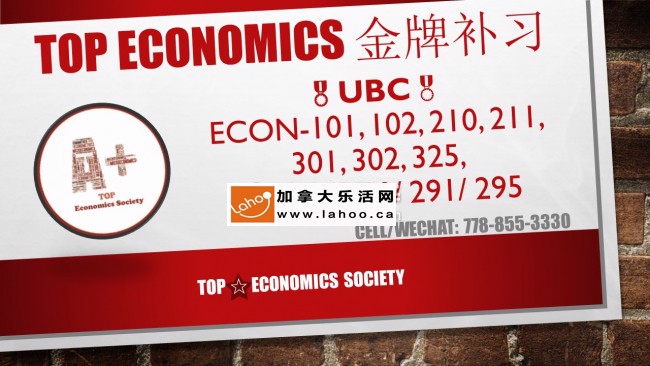 TOP ECONOMICS 金牌补习
UBC
ECON-101, 102, 210, 211,
301, 302, 325,
/ 291/ 295
CELL/WECHAT: 778-855-3330
A+
TOP
Economics Society
Lahoo
加拿大乐活网
www.lahoo.ca
TOP ☆ ECONOMICS SOCIETY